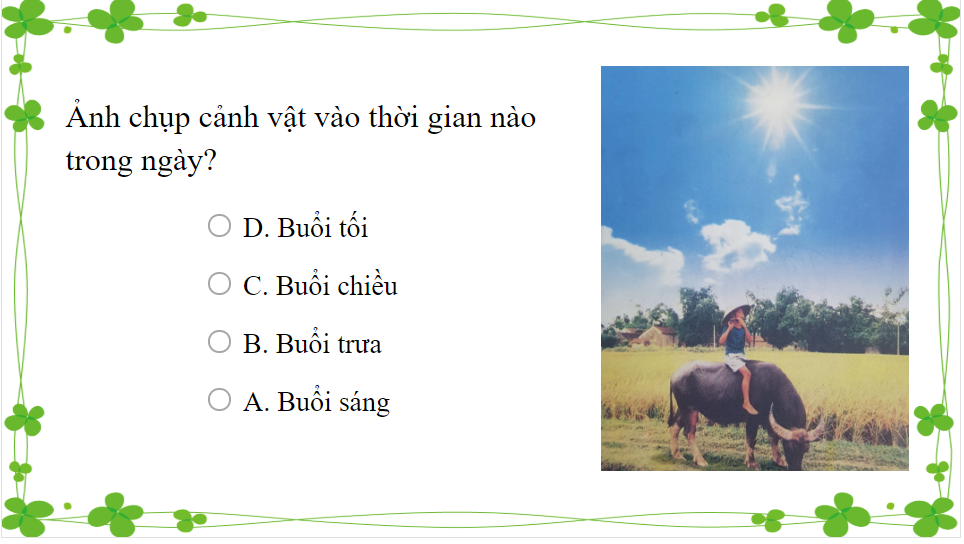 Ảnh chụp cảnh vật vào thời gian nào
trong ngày?
D. Buổi tối
C. Buổi chiều
B. Buổi trưa
A. Buổi sáng